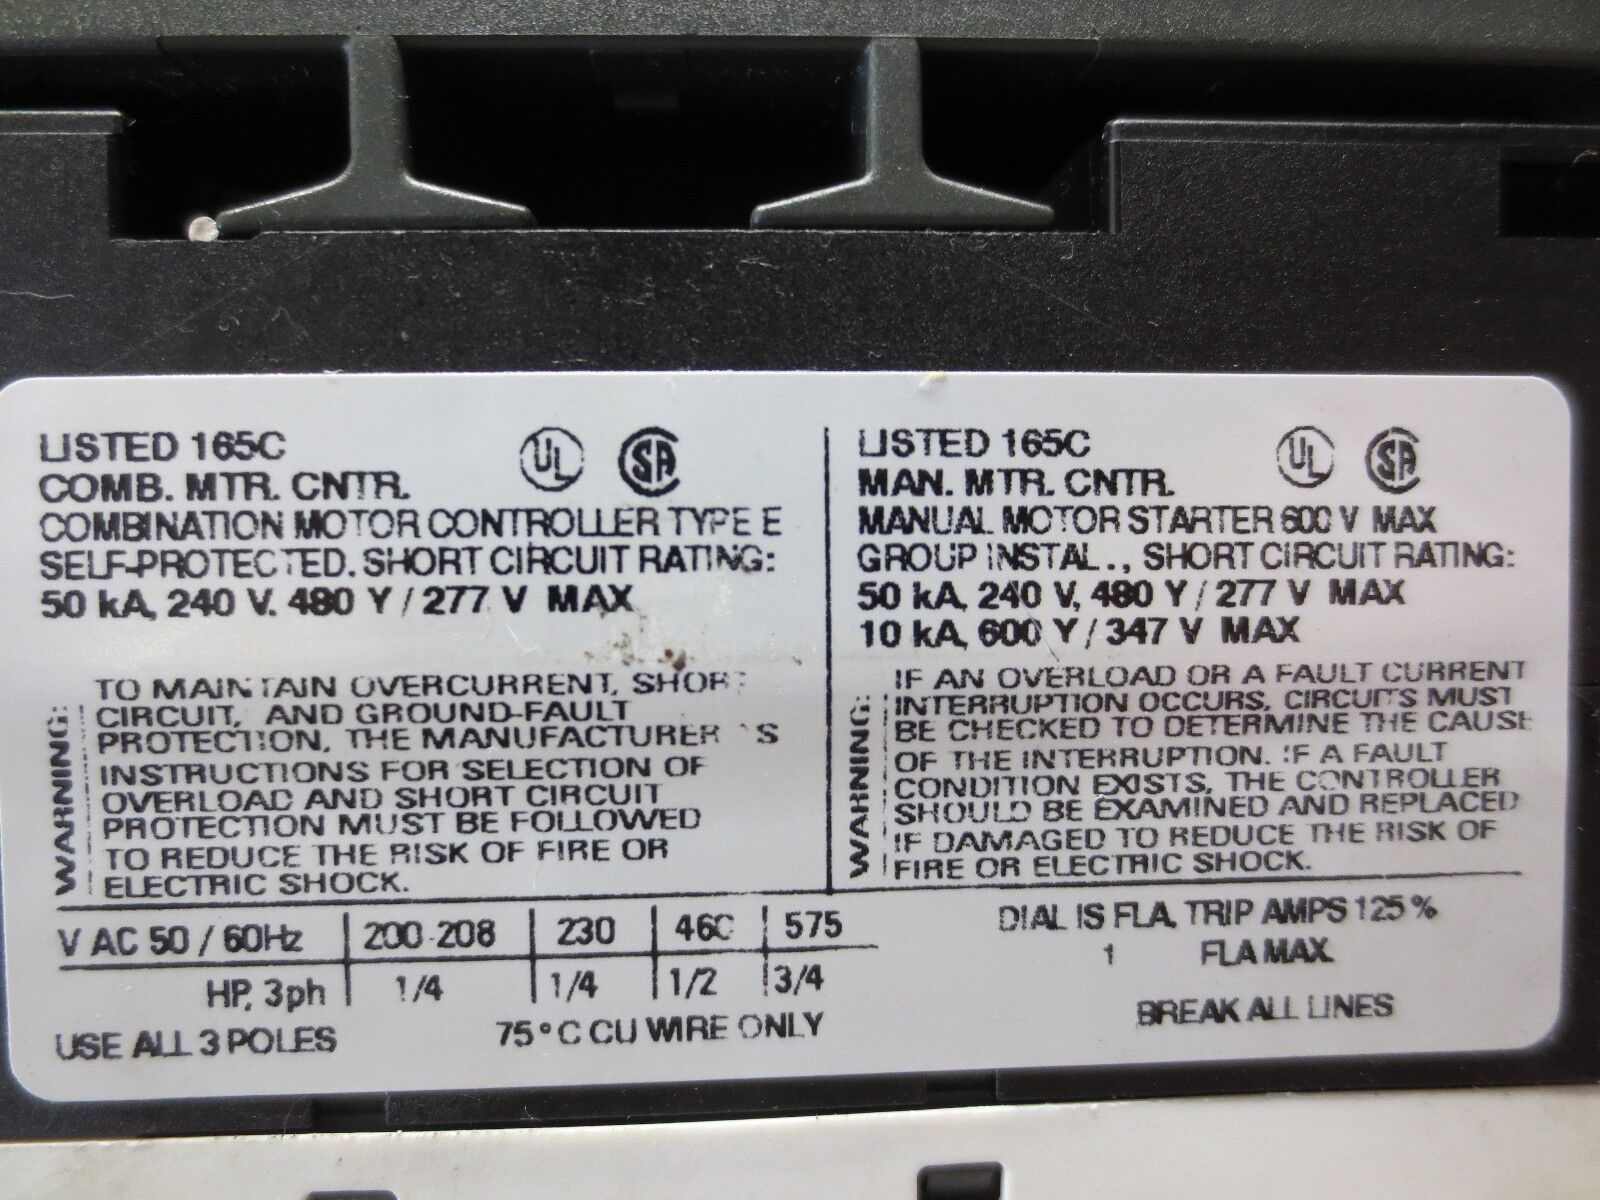 LISTED 165C
COMB. MTR. CNTR.
UL
SA
COMBINATION MOTOR CONTROLLER TYPE E
SELF-PROTECTED. SHORT CIRCUIT RATING:
50 kA, 240 V. 480 Y / 277 V MAX
WARNING:
TO MAINTAIN OVERCURRENT, SHORT
CIRCUIT, AND GROUND-FAULT
PROTECTION, THE MANUFACTURER'S
INSTRUCTIONS FOR SELECTION OF
OVERLOAD AND SHORT CIRCUIT
PROTECTION MUST BE FOLLOWED
TO REDUCE THE RISK OF FIRE OR
ELECTRIC SHOCK.
LISTED 165C
MAN. MTR. CNTR.
UL
SA
MANUAL MOTOR STARTER 600 V MAX
GROUP INSTAL., SHORT CIRCUIT RATING:
50 kA, 240 V, 480 Y / 277 V MAX
10 kA, 600 Y / 347 V MAX
WARNING:
IF AN OVERLOAD OR A FAULT CURRENT
INTERRUPTION OCCURS, CIRCUITS MUST
BE CHECKED TO DETERMINE THE CAUSE
OF THE INTERRUPTION. IF A FAULT
CONDITION EXISTS, THE CONTROLLER
SHOULD BE EXAMINED AND REPLACED
IF DAMAGED TO REDUCE THE RISK OF
FIRE OR ELECTRIC SHOCK.
V AC 50 / 60Hz 200-208 230 460 575
HP, 3ph 1/4 1/4 1/2 3/4
USE ALL 3 POLES 75°C CU WIRE ONLY
DIAL IS FLA, TRIP AMPS 125%
1 FLA MAX.
BREAK ALL LINES